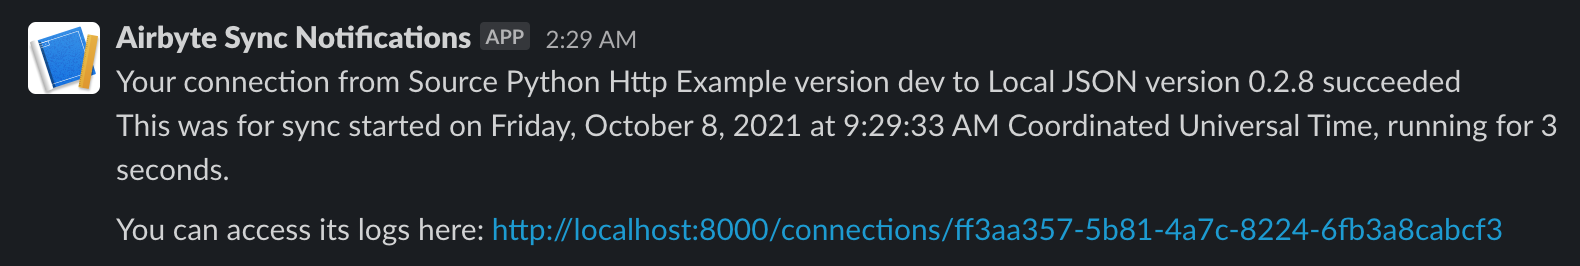 Airbyte Sync Notifications APP 2:29 AM
Your connection from Source Python Http Example version dev to Local JSON version 0.2.8 succeeded
This was for sync started on Friday, October 8, 2021 at 9:29:33 AM Coordinated Universal Time, running for 3
seconds.
You can access its logs here: http://localhost:8000/connections/ff3aa357-5b81-4a7c-8224-6fb3a8cabcf3